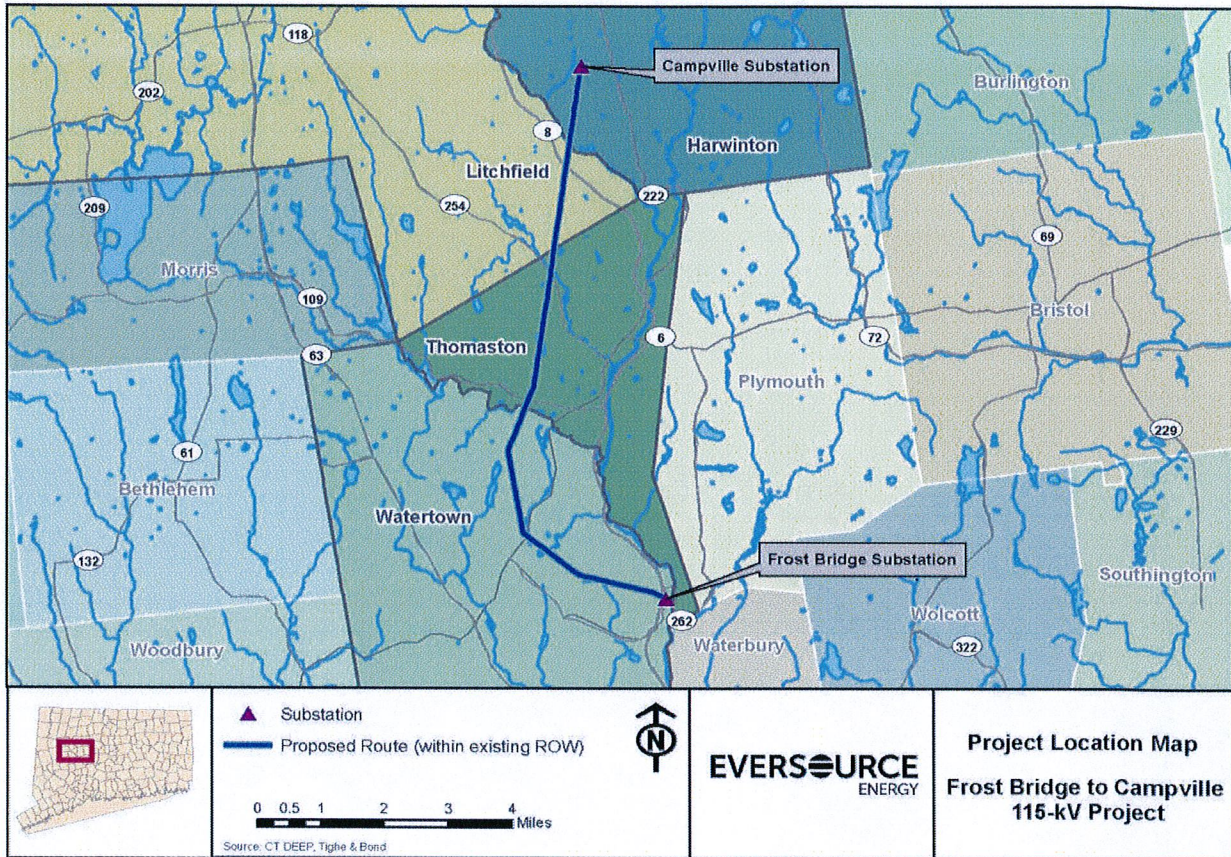 118
202
Campville Substation
Burlington
8
Harwinton
Litchfield
222
209
254
69
Morris
109
Bristol
Thomaston
6
72
63
Plymouth
229
61
Bethlehem
Watertown
132
Frost Bridge Substation
Southington
262
Wolcott
Woodbury
Waterbury
322
Substation
Proposed Route (within existing ROW)
N
0 0.5 1 2 3 4
Miles
Source: CT DEEP, Tighe & Bond
EVERSOURCE
ENERGY
Project Location Map
Frost Bridge to Campville
115-kV Project